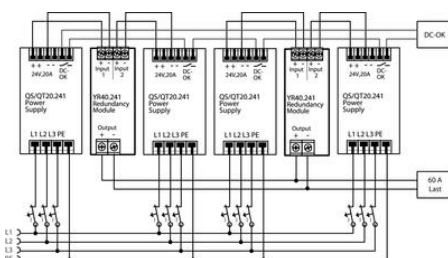 + + - -
24V,20A
DC-
OK
QS/QT20.241
Power
Supply
L1 L2 L3 PE
+ - + -
Input
1
Input
2
YR40.241
Redundancy
Module
Output
+ -
+ + - -
24V,20A
DC-
OK
QS/QT20.241
Power
Supply
L1 L2 L3 PE
+ + - -
24V,20A
DC-
OK
QS/QT20.241
Power
Supply
L1 L2 L3 PE
+ - + -
Input
1
Input
2
YR40.241
Redundancy
Module
Output
+ -
+ + - -
24V,20A
DC-
OK
QS/QT20.241
Power
Supply
L1 L2 L3 PE
DC-OK
60 A
Last
L1
L2
L3